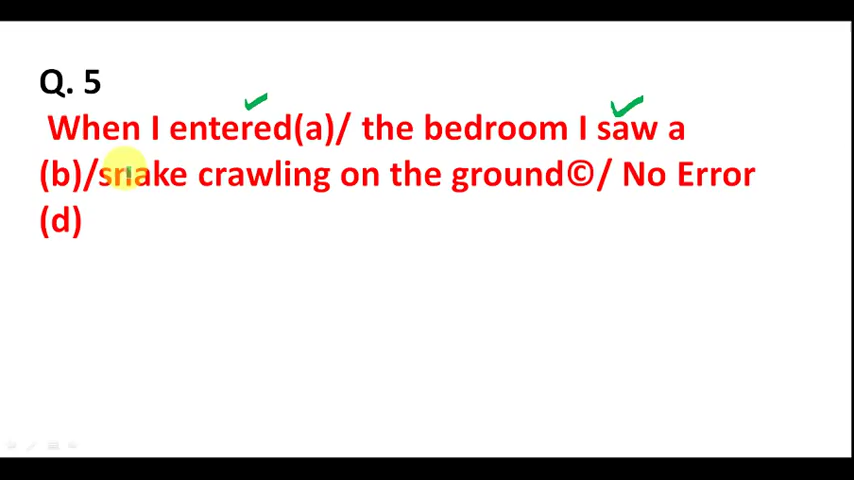 Q. 5
When I entered(a)/ the bedroom I saw a
(b)/snake crawling on the ground©/ No Error
(d)